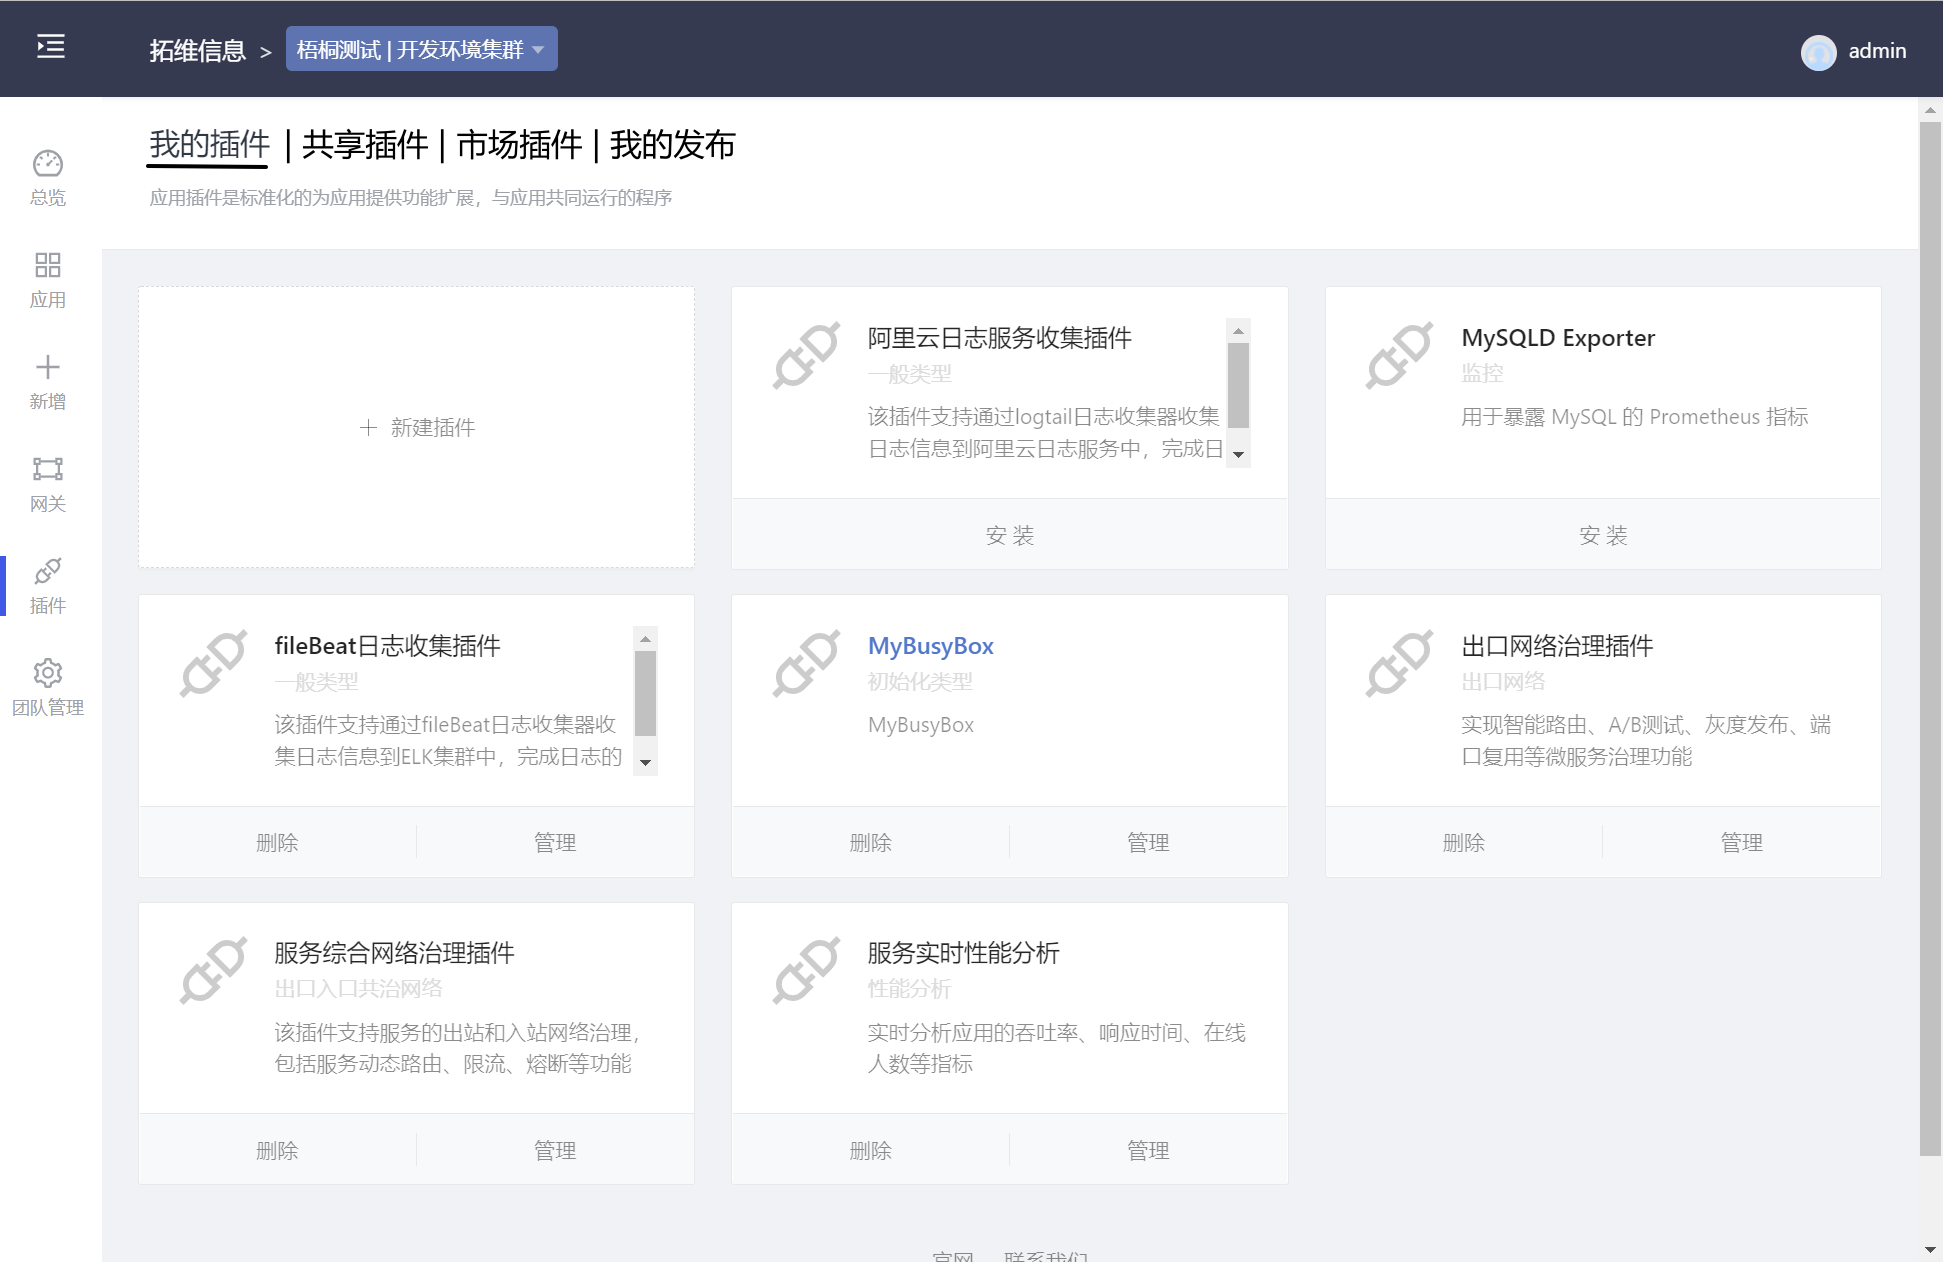 拓维信息 > 梧桐测试 | 开发环境集群
admin
总览
应用
新增
网关
插件
团队管理
我的插件 | 共享插件 | 市场插件 | 我的发布
应用插件是标准化的为应用提供功能扩展，与应用共同运行的程序
新建插件
阿里云日志服务收集插件
一般类型
该插件支持通过logtail日志收集器收集
日志信息到阿里云日志服务中，完成日
安 装
MySQLD Exporter
监控
用于暴露 MySQL 的 Prometheus 指标
安 装
fileBeat日志收集插件
一般类型
该插件支持通过fileBeat日志收集器收
集日志信息到ELK集群中，完成日志的
删除 管理
MyBusyBox
初始化类型
MyBusyBox
删除 管理
出口网络治理插件
出口网络
实现智能路由、A/B测试、灰度发布、端
口复用等微服务治理功能
删除 管理
服务综合网络治理插件
出口入口共治网络
该插件支持服务的出站和入站网络治理，
包括服务动态路由、限流、熔断等功能
删除 管理
服务实时性能分析
性能分析
实时分析应用的吞吐率、响应时间、在线
人数等指标
删除 管理
官网 联系我们